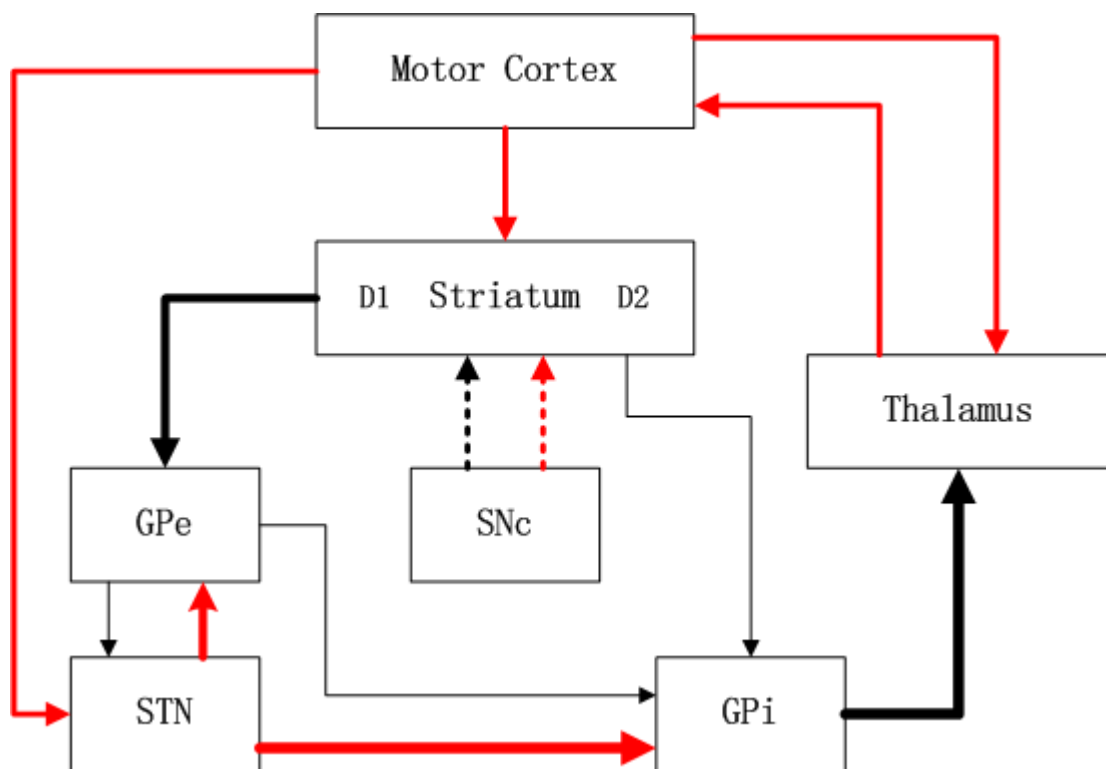 Motor Cortex
D1 Striatum D2
Thalamus
GPe
SNc
STN
GPi